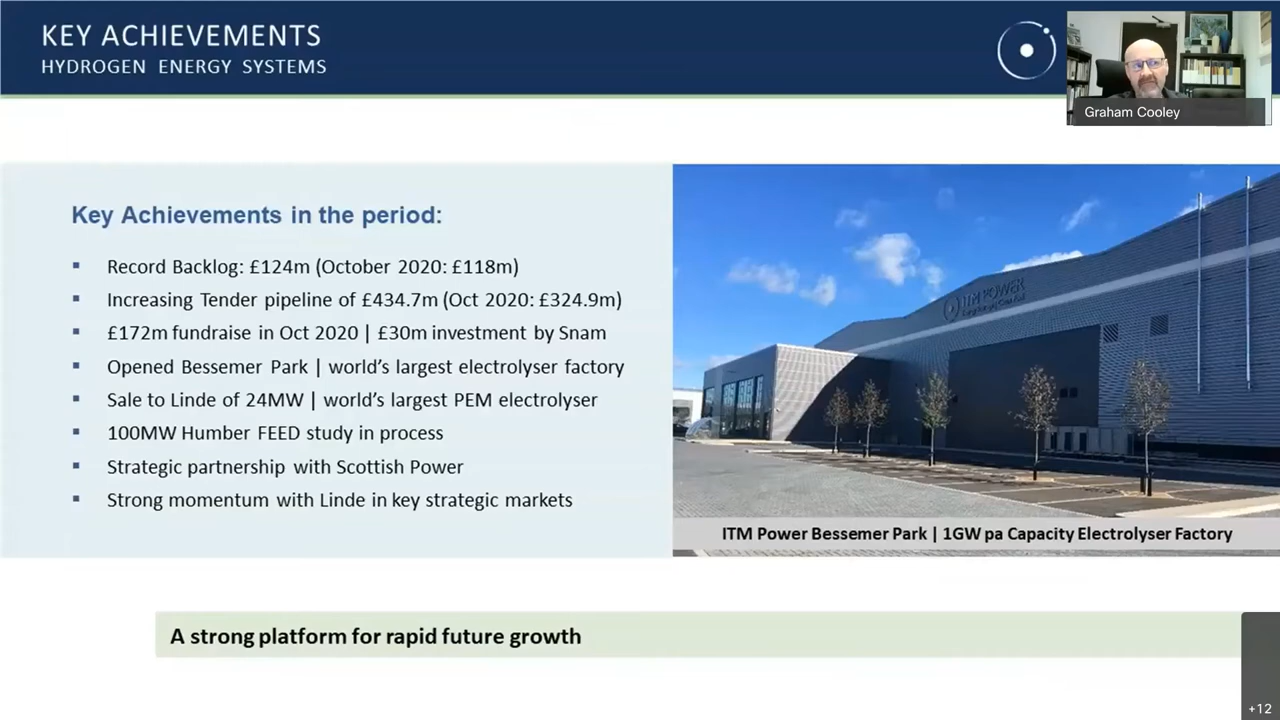 KEY ACHIEVEMENTS
HYDROGEN ENERGY SYSTEMS
Graham Cooley
Key Achievements in the period:
▪ Record Backlog: £124m (October 2020: £118m)
▪ Increasing Tender pipeline of £434.7m (Oct 2020: £324.9m)
▪ £172m fundraise in Oct 2020 | £30m investment by Snam
▪ Opened Bessemer Park | world's largest electrolyser factory
▪ Sale to Linde of 24MW | world's largest PEM electrolyser
▪ 100MW Humber FEED study in process
▪ Strategic partnership with Scottish Power
▪ Strong momentum with Linde in key strategic markets
ITM POWER
ITM Power Bessemer Park | 1GW pa Capacity Electrolyser Factory
A strong platform for rapid future growth
+12